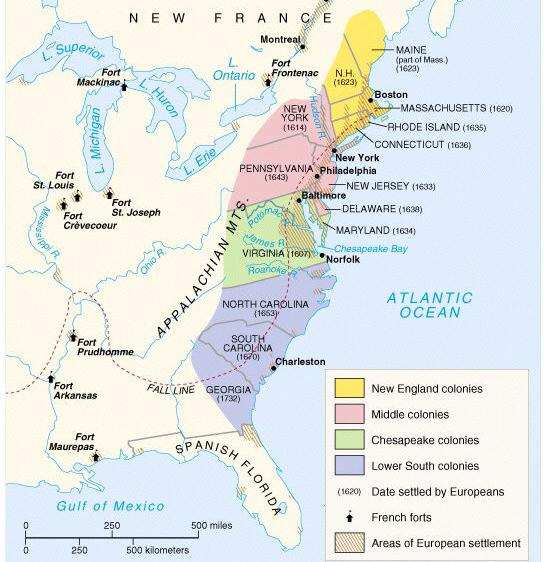 NEW FRANCE
L. Superior
Montreal
Fort
Mackinac
L. Huron
L.
Ontario
Fort
Frontenac
MAINE
(part of Mass.)
(1623)
N.H.
(1623)
Boston
L. Michigan
Hudson R.
NEW
YORK
(1614)
MASSACHUSETTS (1620)
RHODE ISLAND (1635)
CONNECTICUT (1636)
L. Erie
New York
Philadelphia
PENNSYLVANIA
(1643)
NEW JERSEY (1633)
Baltimore
DELAWARE (1638)
MARYLAND (1634)
Fort
St. Louis
Fort
St. Joseph
Fort
Crèvecoeur
Mississippi R.
Ohio R.
APPALACHIAN MTS.
Potomac R.
James R.
Chesapeake Bay
VIRGINIA (1607)
Norfolk
Roanoke R.
NORTH CAROLINA
(1653)
ATLANTIC
OCEAN
SOUTH
CAROLINA
(1670)
Charleston
Fort
Prudhomme
Fort
Arkansas
FALL LINE
GEORGIA
(1732)
Fort
Maurepas
SPANISH FLORIDA
Gulf of Mexico
0 250 500 miles
0 250 500 kilometers
New England colonies
Middle colonies
Chesapeake colonies
Lower South colonies
(1620) Date settled by Europeans
French forts
Areas of European settlement